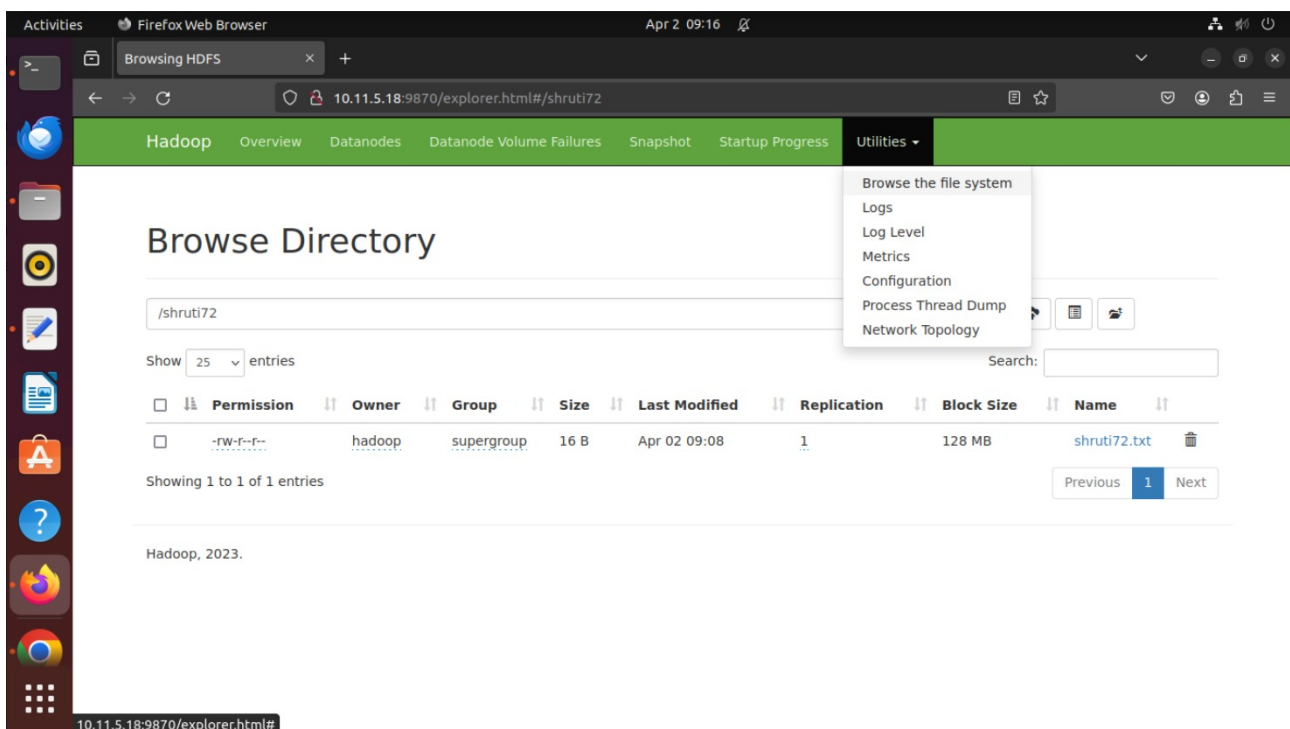 Activities Firefox Web Browser Apr 2 09:16
Browsing HDFS
10.11.5.18:9870/explorer.html#/shruti72
Hadoop Overview Datanodes Datanode Volume Failures Snapshot Startup Progress Utilities
Browse the file system
Logs
Log Level
Metrics
Configuration
Process Thread Dump
Network Topology
Browse Directory
/shruti72
Show 25 entries
Search:
Permission Owner Group Size Last Modified Replication Block Size Name
-rw-r--r-- hadoop supergroup 16 B Apr 02 09:08 1 128 MB shruti72.txt
Showing 1 to 1 of 1 entries
Previous 1 Next
Hadoop, 2023.
10.11.5.18:9870/explorer.html#